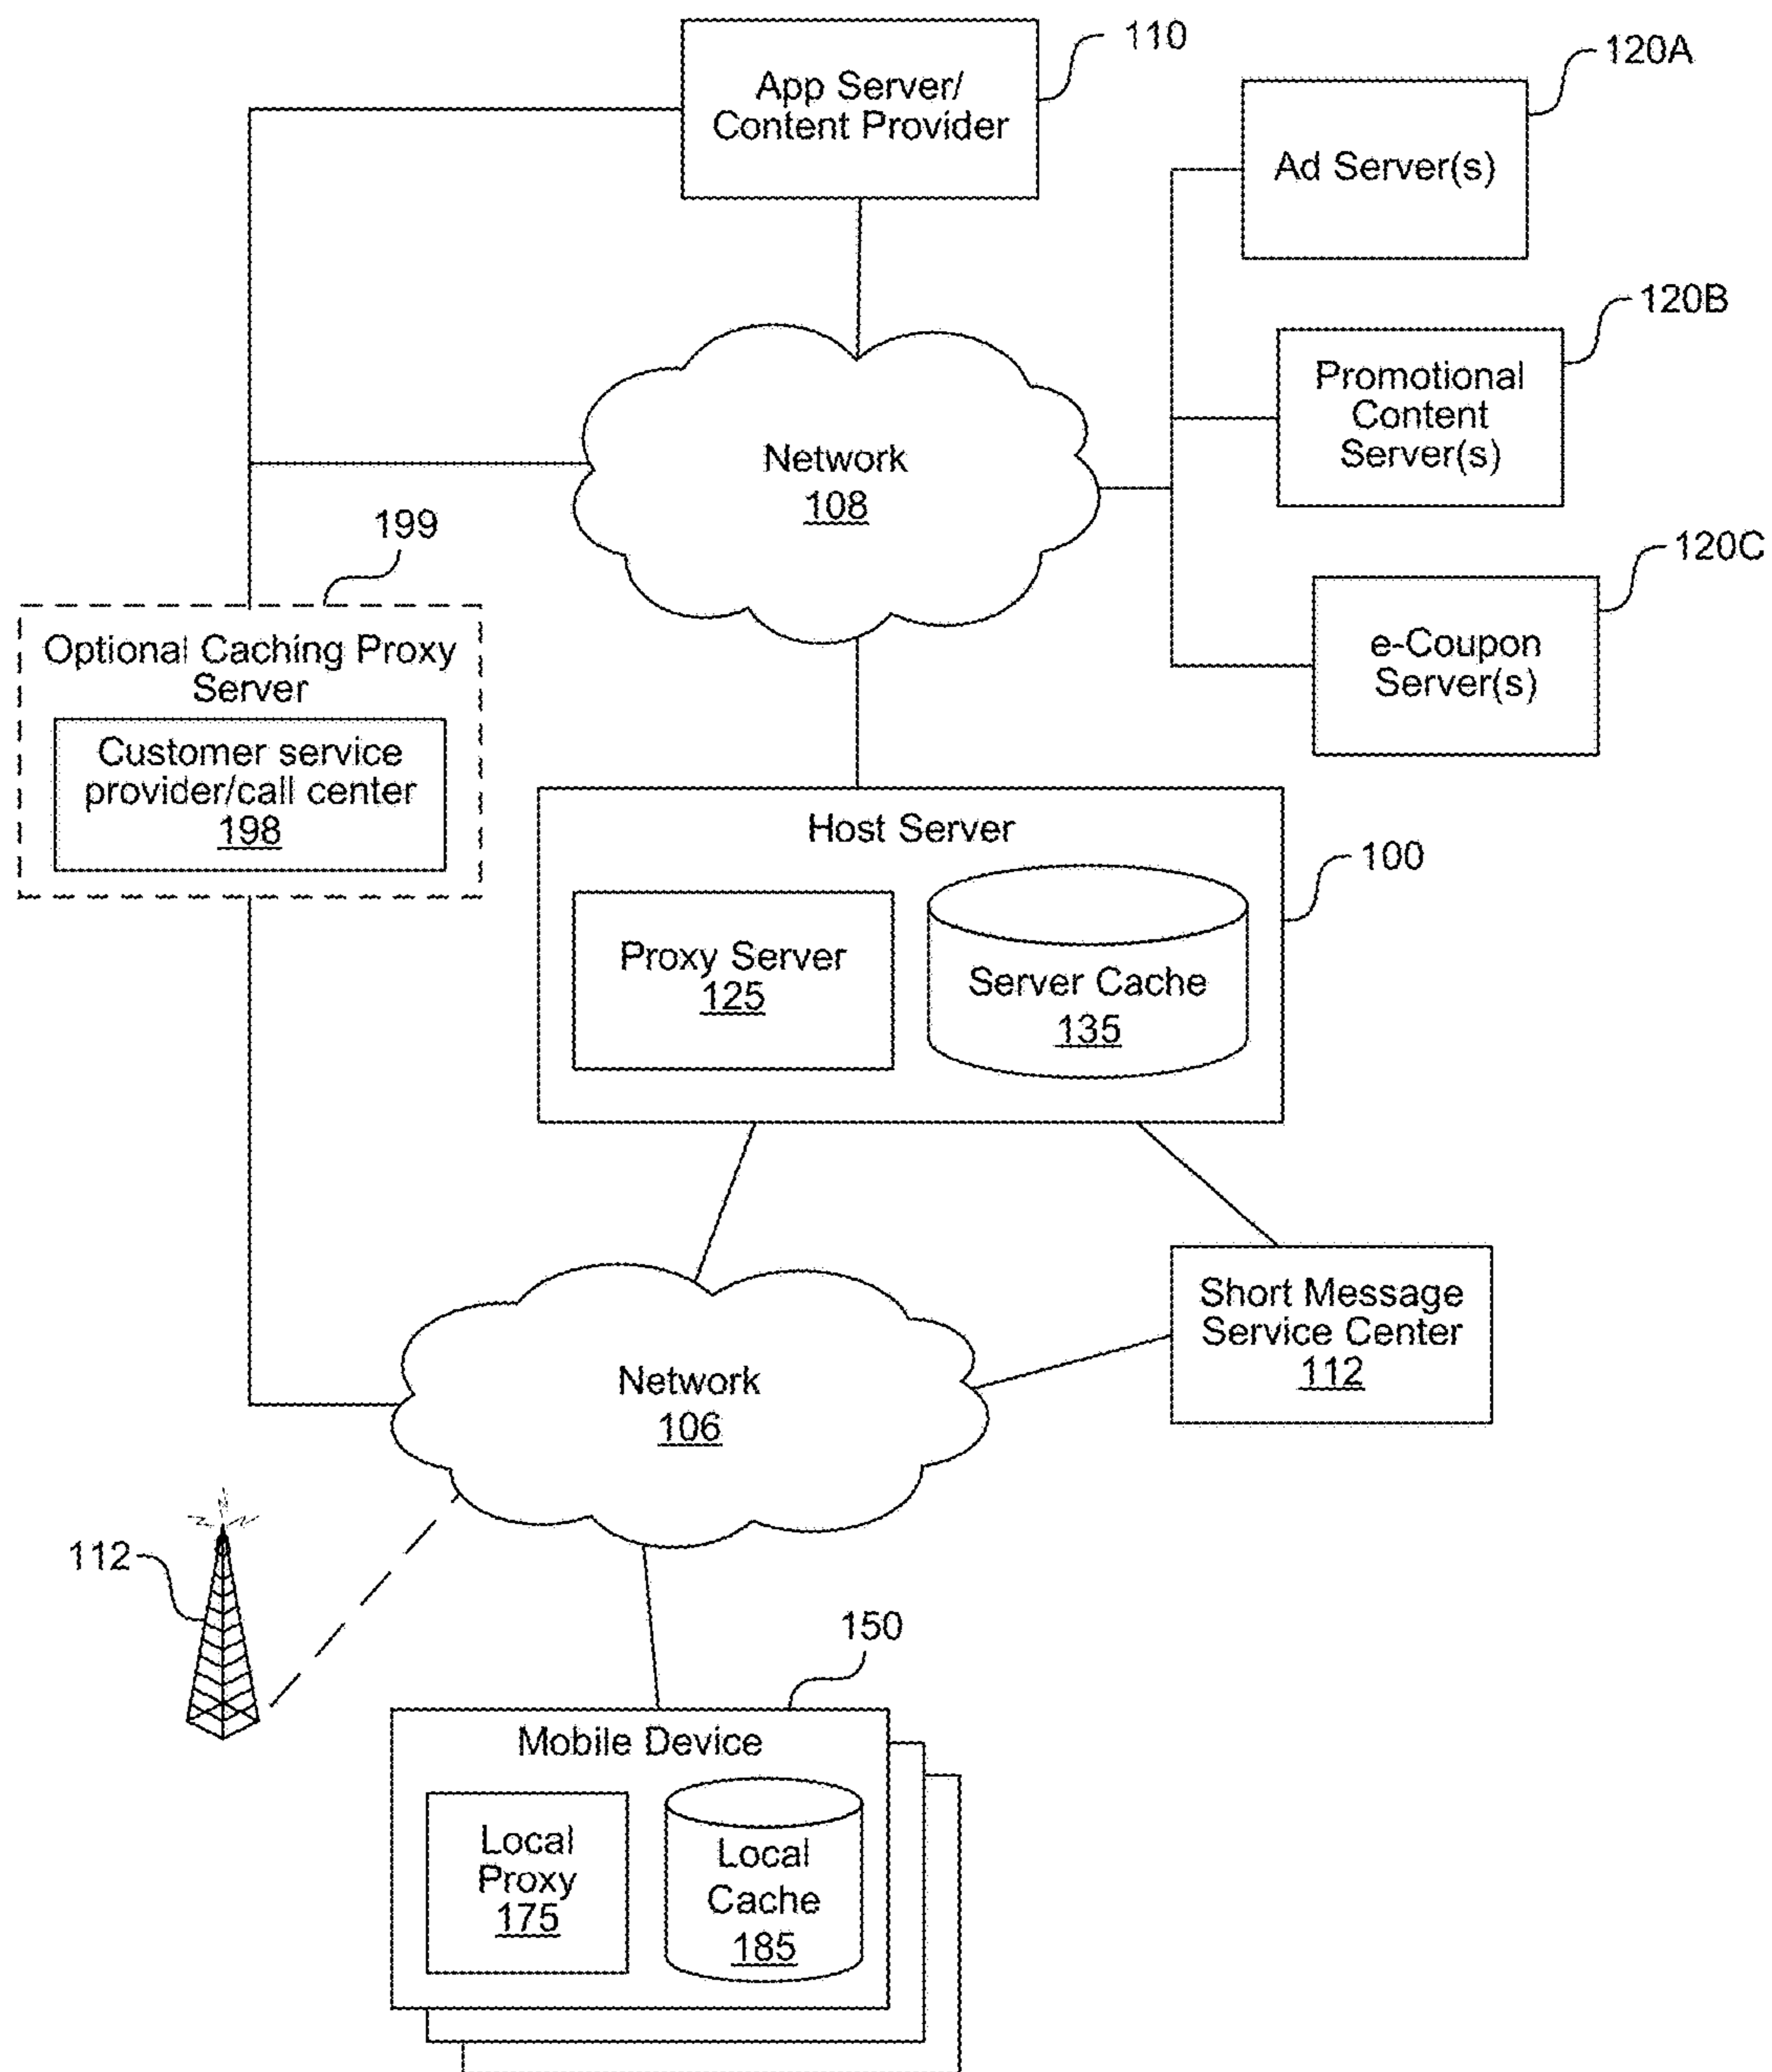 110
App Server/
Content Provider
120A
Ad Server(s)
120B
Promotional
Content
Server(s)
Network
108
199
120C
e-Coupon
Server(s)
Optional Caching Proxy
Server
Customer service
provider/call center
198
Host Server
100
Proxy Server
125
Server Cache
135
Short Message
Service Center
112
Network
106
112
150
Mobile Device
Local
Proxy
175
Local
Cache
185